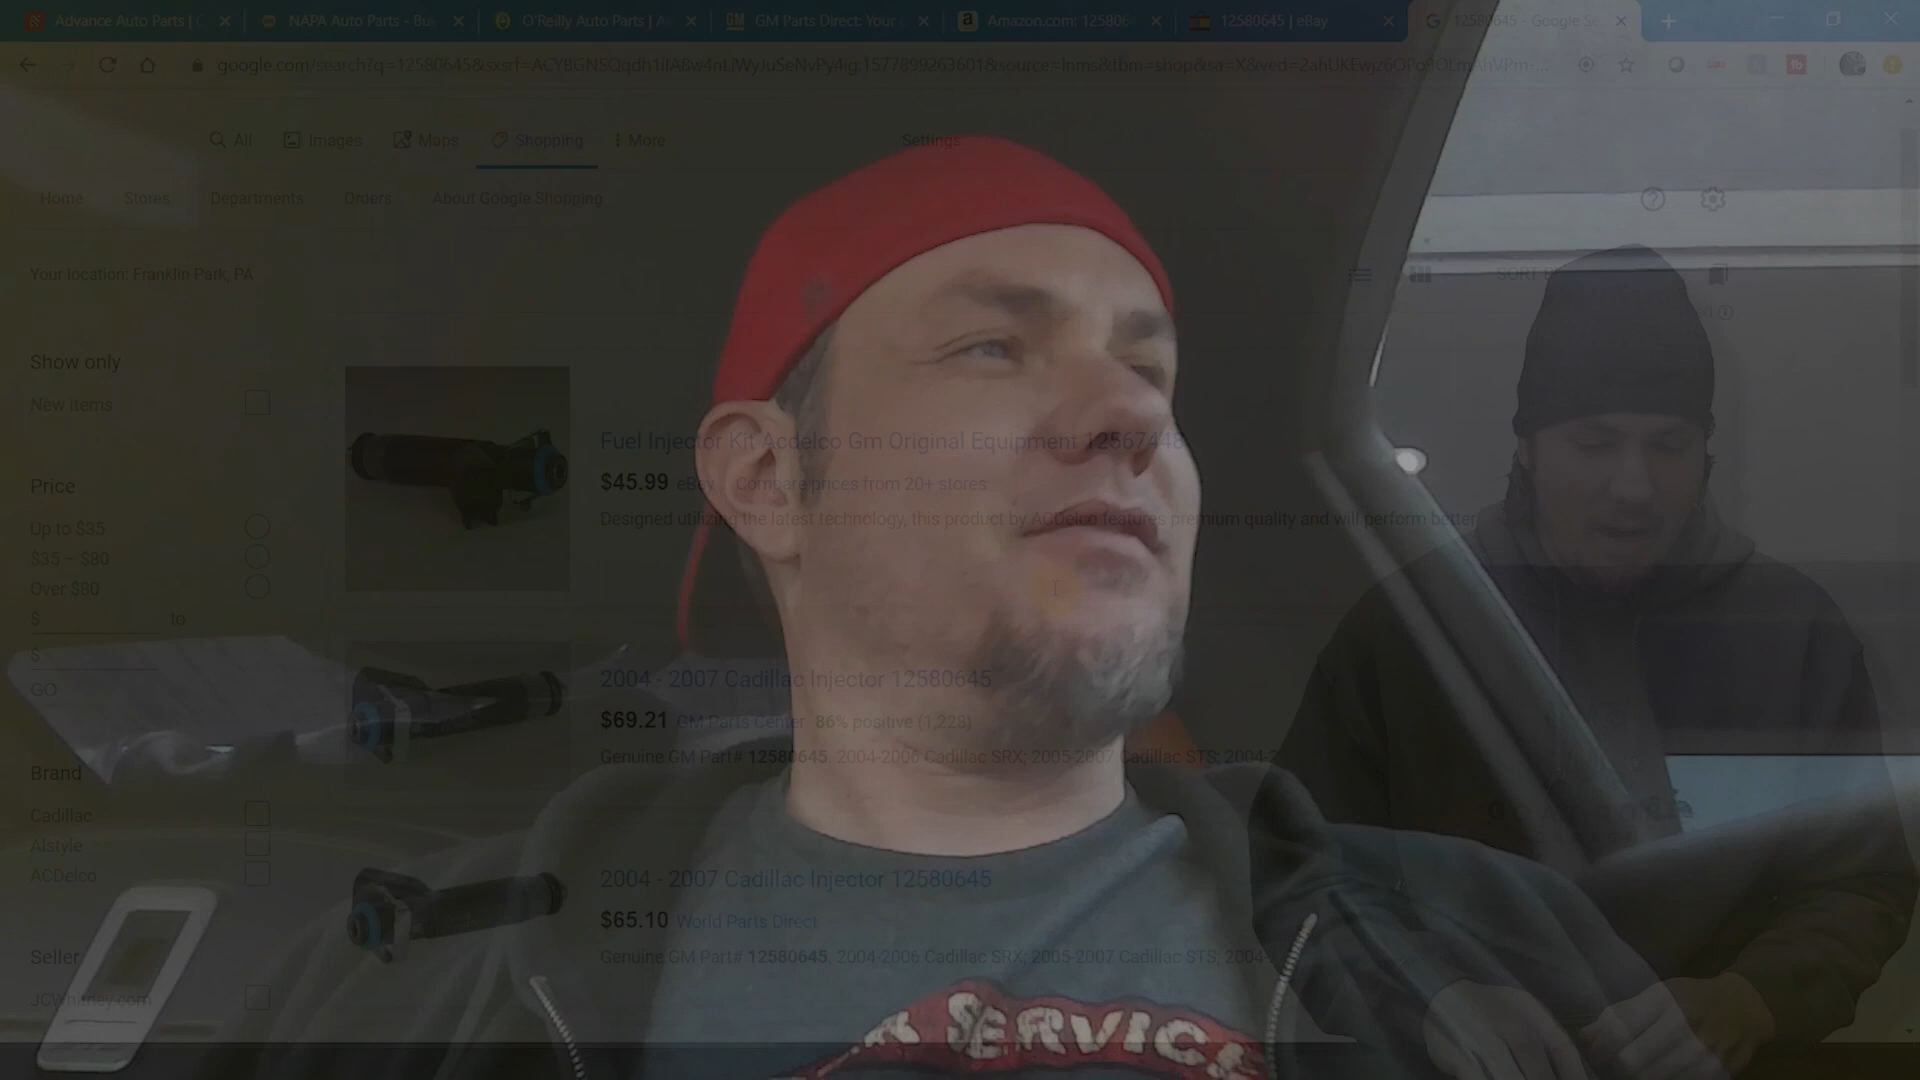 Advance Auto Parts |
NAPA Auto Parts - Bu
O'Reilly Auto Parts | A
GM Parts Direct: Your
Amazon.com: 125806
12580645 | eBay
12580645 - Google Se
All
Images
Maps
Shopping
More
Settings
Home
Stores
Departments
Orders
About Google Shopping
Your location: Franklin Park, PA
Show only
New items
Price
Up to $35
$35 – $80
Over $80
$ to
$
GO
Brand
Cadillac
Alstyle
ACDelco
Seller
JCWhitney.com
Fuel Injector Kit Acdelco Gm Original Equipment 12567448
$45.99 eBay Compare prices from 20+ stores
Designed utilizing the latest technology, this product by ACDelco features premium quality and will perform better
2004 - 2007 Cadillac Injector 12580645
$69.21 GM Parts Center 86% positive (1,228)
Genuine GM Part# 12580645. 2004-2006 Cadillac SRX; 2005-2007 Cadillac STS; 2004-2
2004 - 2007 Cadillac Injector 12580645
$65.10 World Parts Direct
Genuine GM Part# 12580645. 2004-2006 Cadillac SRX; 2005-2007 Cadillac STS; 2004-
SERVIC